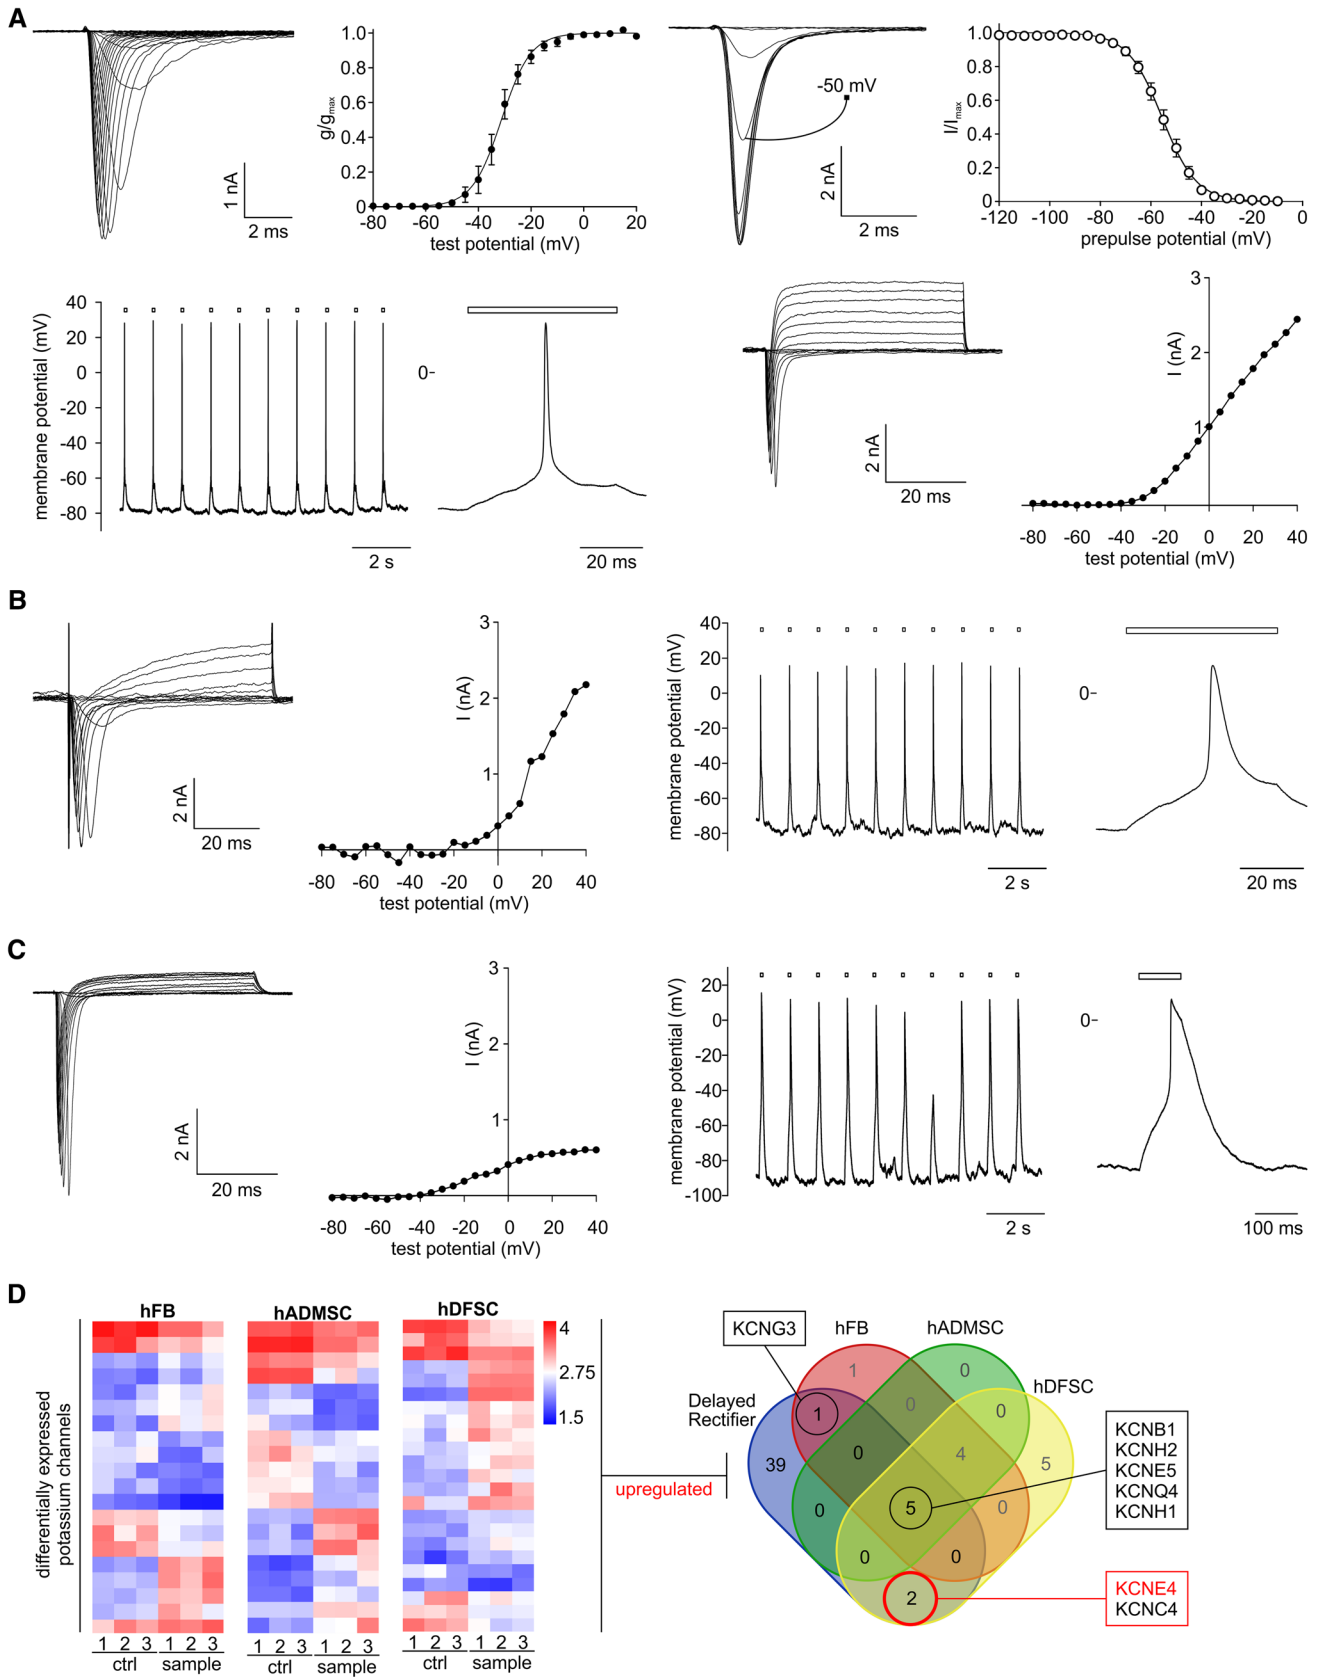 A
1 nA
2 ms
g/gmax
1.0
0.8
0.6
0.4
0.2
0
-80 -60 -40 -20 0 20
test potential (mV)
-50 mV
2 nA
2 ms
I/Imax
1.0
0.8
0.6
0.4
0.2
0
-120 -100 -80 -60 -40 -20 0
prepulse potential (mV)
membrane potential (mV)
40
20
0
-20
-40
-60
-80
2 s
0-
20 ms
2 nA
20 ms
I (nA)
3
2
1
-80 -60 -40 -20 0 20 40
test potential (mV)
B
2 nA
20 ms
I (nA)
3
2
1
-80 -60 -40 -20 0 20 40
test potential (mV)
membrane potential (mV)
40
20
0
-20
-40
-60
-80
2 s
0-
20 ms
C
2 nA
20 ms
I (nA)
3
2
1
-80 -60 -40 -20 0 20 40
test potential (mV)
membrane potential (mV)
20
0
-20
-40
-60
-80
-100
2 s
0-
100 ms
D
differentially expressed
potassium channels
hFB
1 2 3 1 2 3
ctrl sample
hADMSC
1 2 3 1 2 3
ctrl sample
hDFSC
1 2 3 1 2 3
ctrl sample
4
2.75
1.5
upregulated
KCNG3
hFB
hADMSC
hDFSC
Delayed
Rectifier
1
0
0
0
1
0
4
5
39
0
5
0
0
0
2
KCNB1
KCNH2
KCNE5
KCNQ4
KCNH1
KCNE4
KCNC4